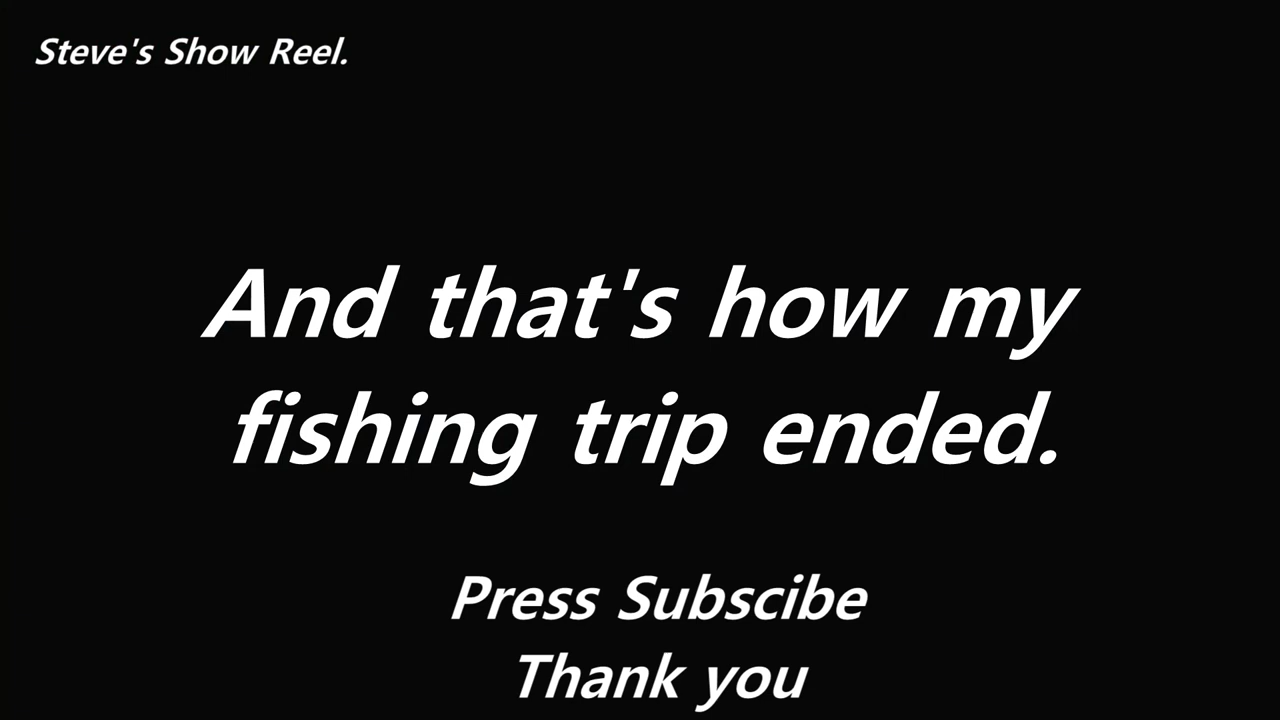 Steve's Show Reel.
And that's how my
fishing trip ended.
Press Subscibe
Thank you